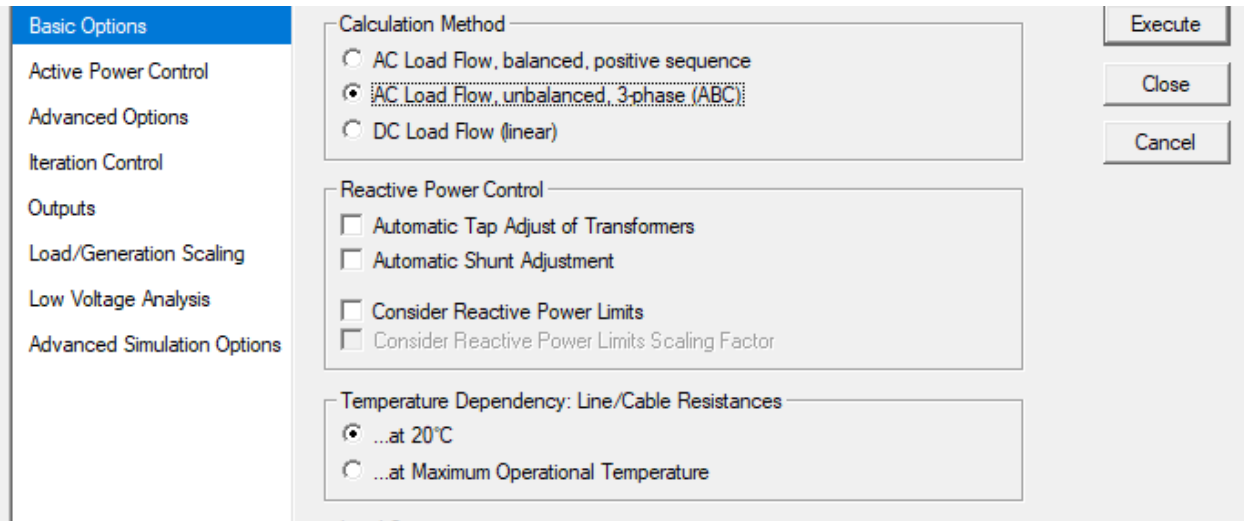 Basic Options
Active Power Control
Advanced Options
Iteration Control
Outputs
Load/Generation Scaling
Low Voltage Analysis
Advanced Simulation Options
Calculation Method
AC Load Flow, balanced, positive sequence
AC Load Flow, unbalanced, 3-phase (ABC)
DC Load Flow (linear)
Reactive Power Control
Automatic Tap Adjust of Transformers
Automatic Shunt Adjustment
Consider Reactive Power Limits
Consider Reactive Power Limits Scaling Factor
Temperature Dependency: Line/Cable Resistances
...at 20°C
...at Maximum Operational Temperature
Execute
Close
Cancel